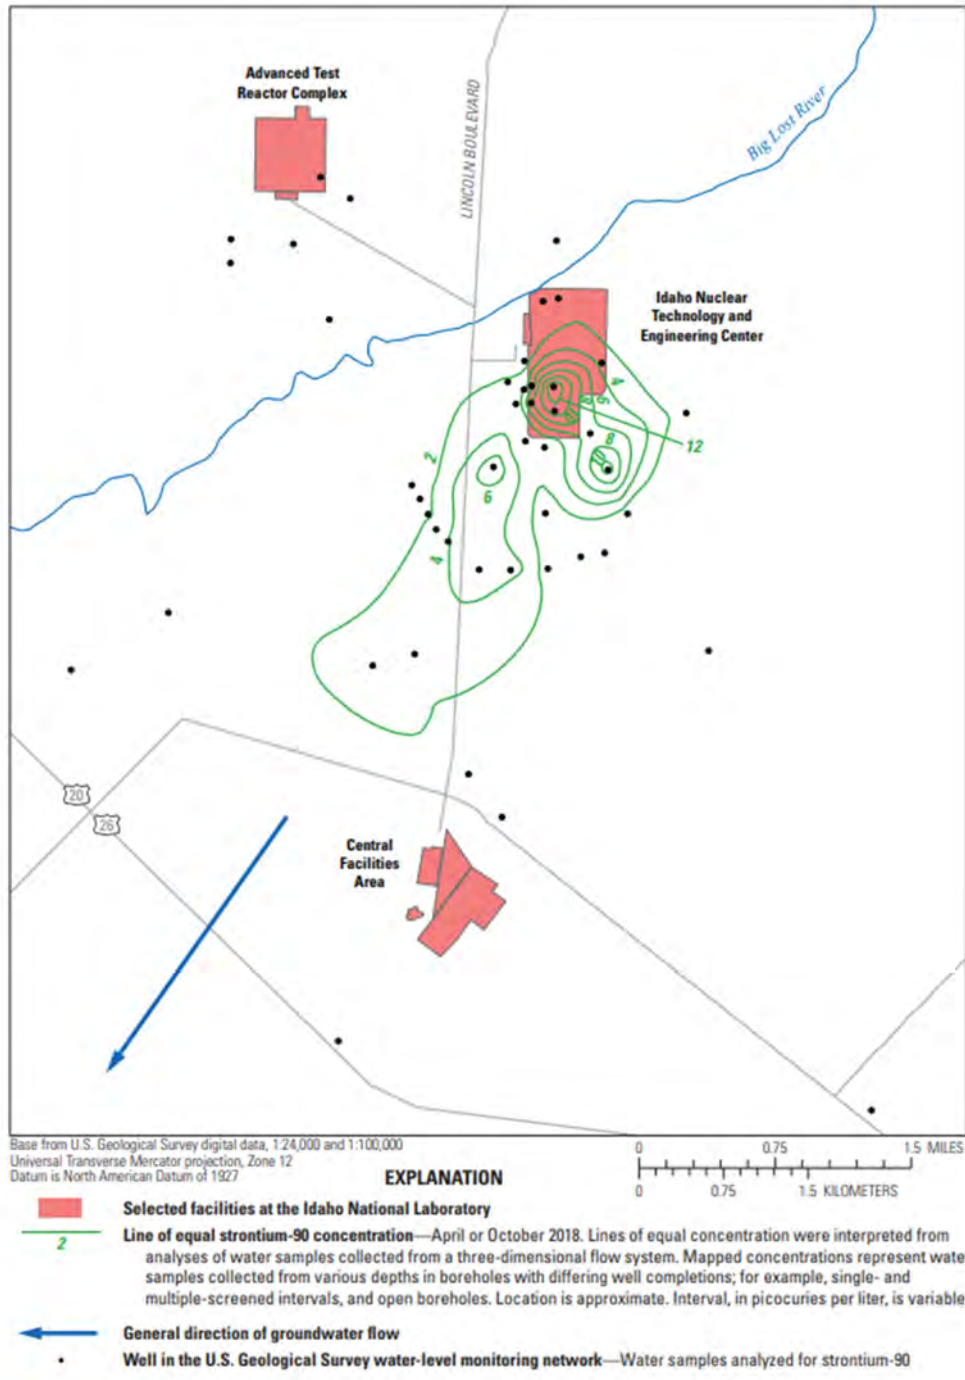 Advanced Test
Reactor Complex
LINCOLN BOULEVARD
Big Lost River
Idaho Nuclear
Technology and
Engineering Center
4
6
8
10
12
8
10
2
6
4
20
26
Central
Facilities
Area
Base from U.S. Geological Survey digital data, 1:24,000 and 1:100,000
Universal Transverse Mercator projection, Zone 12
Datum is North American Datum of 1927
0 0.75 1.5 MILES
0 0.75 1.5 KILOMETERS
EXPLANATION
Selected facilities at the Idaho National Laboratory
2
Line of equal strontium-90 concentration—April or October 2018. Lines of equal concentration were interpreted from
analyses of water samples collected from a three-dimensional flow system. Mapped concentrations represent wate
samples collected from various depths in boreholes with differing well completions; for example, single- and
multiple-screened intervals, and open boreholes. Location is approximate. Interval, in picocuries per liter, is variable
General direction of groundwater flow
Well in the U.S. Geological Survey water-level monitoring network—Water samples analyzed for strontium-90